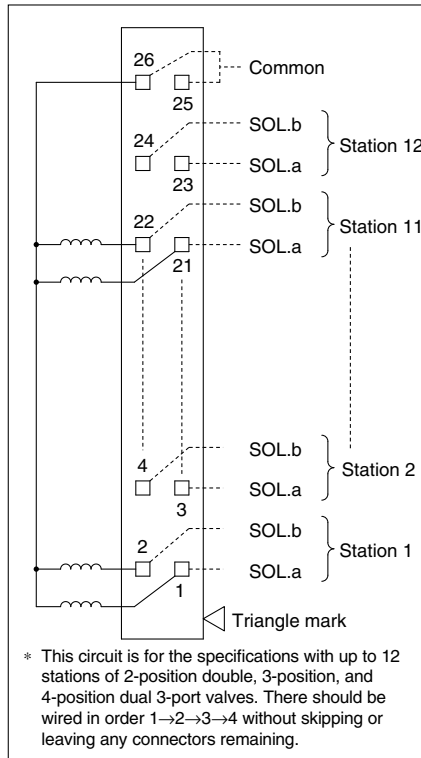 26
Common
25
SOL.b
24
Station 12
SOL.a
23
SOL.b
22
Station 11
SOL.a
21
SOL.b
4
Station 2
SOL.a
3
SOL.b
2
Station 1
SOL.a
1
Triangle mark
* This circuit is for the specifications with up to 12
stations of 2-position double, 3-position, and
4-position dual 3-port valves. There should be
wired in order 1→2→3→4 without skipping or
leaving any connectors remaining.